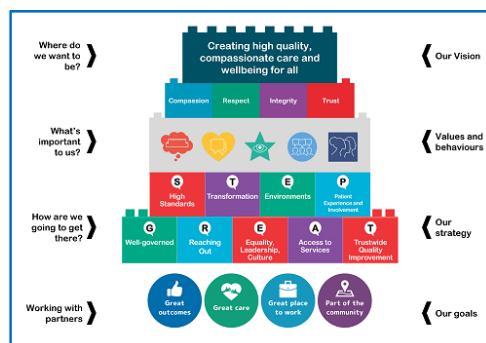 Where do
we want to
be?
Creating high quality,
compassionate care and
wellbeing for all
Our Vision
Compassion
Respect
Integrity
Trust
What's
important
to us?
Values and
behaviours
S
High
Standards
T
Transformation
E
Environments
P
Patient
Experience and
Involvement
How are we
going to get
there?
Our
strategy
G
Well-governed
R
Reaching
Out
E
Equality,
Leadership,
Culture
A
Access to
Services
T
Trustwide
Quality
Improvement
Working with
partners
Great
outcomes
Great care
Great place
to work
Part of the
community
Our goals